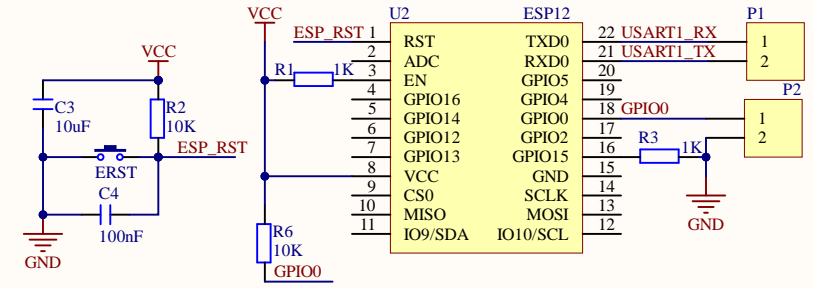 VCC U2 ESP12 P1
ESP_RST 1 RST TXD0 22 USART1_RX 1
2 ADC RXD0 21 USART1_TX 2
VCC R1 1K 3 EN GPIO5 20
4 GPIO16 GPIO4 19 P2
C3 R2 5 GPIO14 GPIO0 18 GPIO0 1
10uF 10K 6 GPIO12 GPIO2 17 2
ESP_RST 7 GPIO13 GPIO15 16 R3 1K
ERST 8 VCC GND 15
C4 9 CS0 SCLK 14
10 MISO MOSI 13
100nF R6 11 IO9/SDA IO10/SCL 12 GND
10K
GND GPIO0